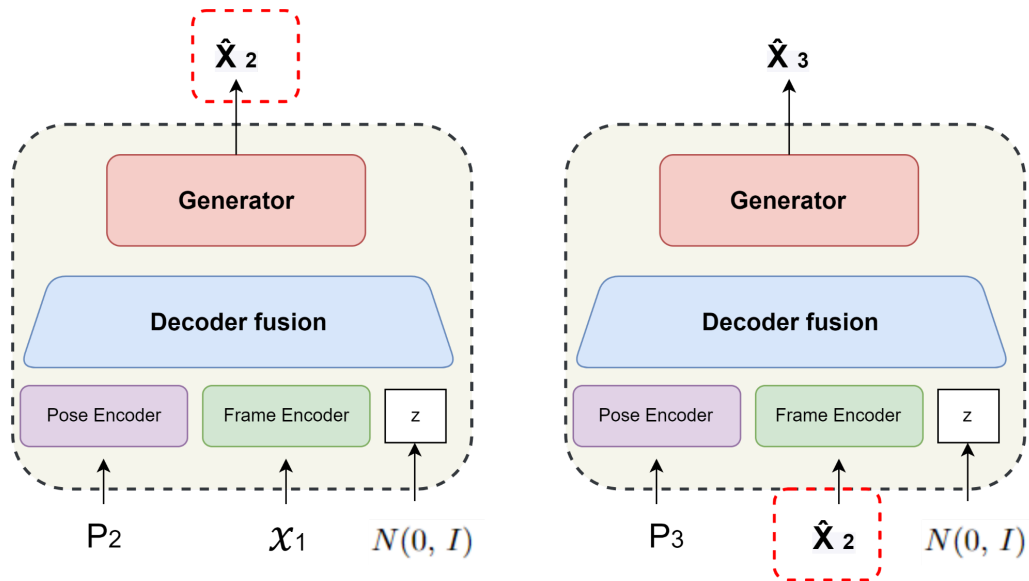 X̂ 2
Generator
Decoder fusion
Pose Encoder
Frame Encoder
z
P2
x1
N(0, I)
X̂ 3
Generator
Decoder fusion
Pose Encoder
Frame Encoder
z
P3
X̂ 2
N(0, I)